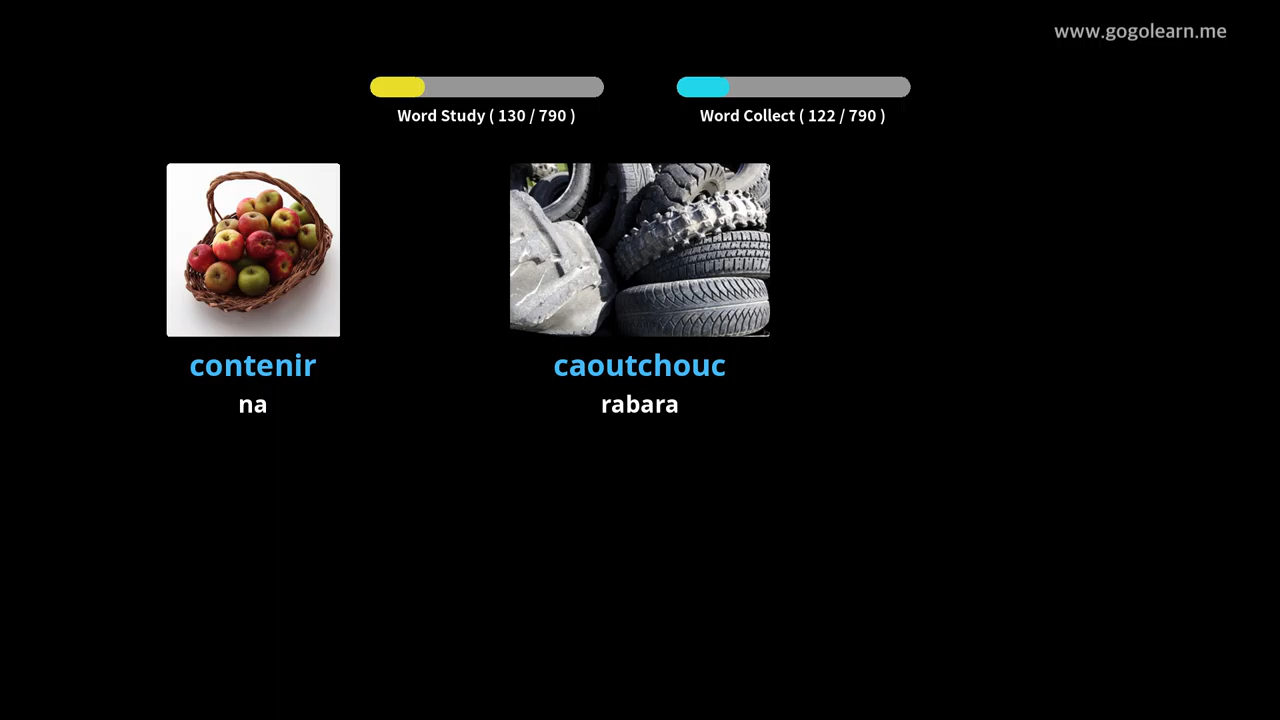 www.gogolearn.me
Word Study ( 130 / 790 )
Word Collect ( 122 / 790 )
contenir
na
caoutchouc
rabara